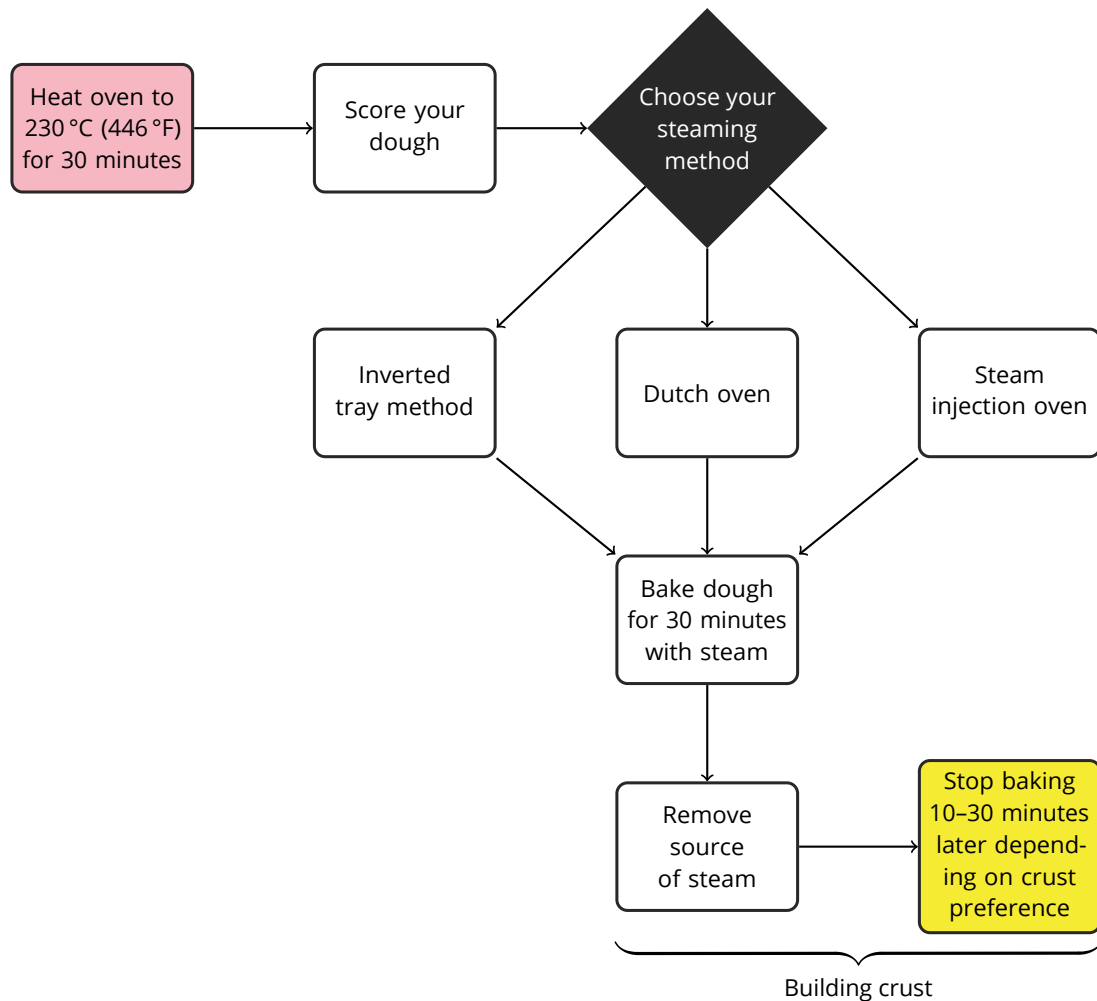 Heat oven to
230 °C (446 °F)
for 30 minutes
Score your
dough
Choose your
steaming
method
Inverted
tray method
Dutch oven
Steam
injection oven
Bake dough
for 30 minutes
with steam
Remove
source
of steam
Stop baking
10–30 minutes
later depend-
ing on crust
preference
Building crust